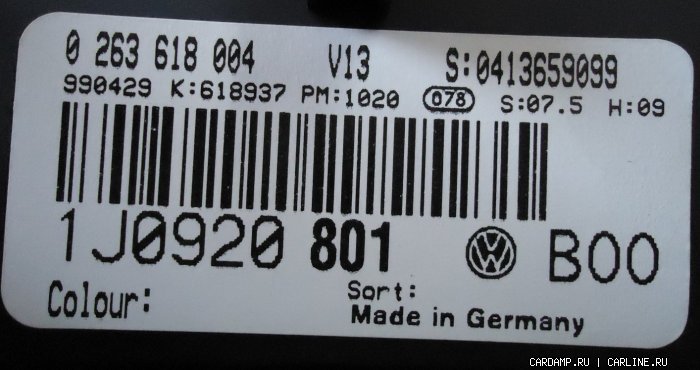 0 263 618 004 V13 S:0413659099
990429 K:618937 PM:1020 078 S:07.5 H:09
1J0920 801 VW B00
Colour: Sort:
Made in Germany
CARDAMP.RU | CARLINE.RU